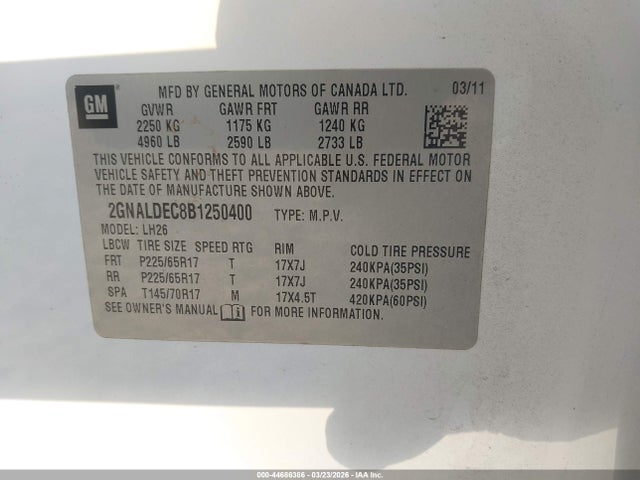 GM
MFD BY GENERAL MOTORS OF CANADA LTD. 03/11
GVWR GAWR FRT GAWR RR
2250 KG 1175 KG 1240 KG
4960 LB 2590 LB 2733 LB
THIS VEHICLE CONFORMS TO ALL APPLICABLE U.S. FEDERAL MOTOR
VEHICLE SAFETY AND THEFT PREVENTION STANDARDS IN EFFECT ON
THE DATE OF MANUFACTURE SHOWN ABOVE.
2GNALDEC8B1250400 TYPE: M.P.V.
MODEL: LH26
LBCW TIRE SIZE SPEED RTG RIM COLD TIRE PRESSURE
FRT P225/65R17 T 17X7J 240KPA(35PSI)
RR P225/65R17 T 17X7J 240KPA(35PSI)
SPA T145/70R17 M 17X4.5T 420KPA(60PSI)
SEE OWNER'S MANUAL FOR MORE INFORMATION.
000-44686386 - 03/23/2026 - IAAI.com